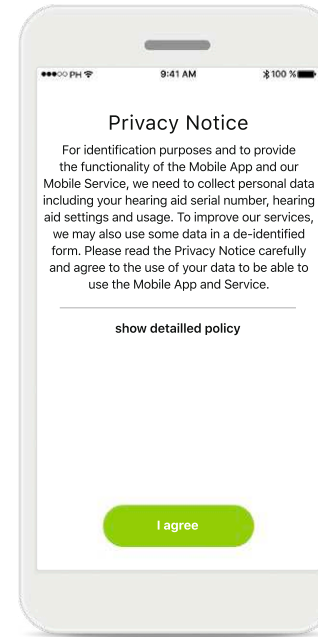 PH 9:41 AM 100 %
Privacy Notice
For identification purposes and to provide
the functionality of the Mobile App and our
Mobile Service, we need to collect personal data
including your hearing aid serial number, hearing
aid settings and usage. To improve our services,
we may also use some data in a de-identified
form. Please read the Privacy Notice carefully
and agree to the use of your data to be able to
use the Mobile App and Service.
show detailled policy
I agree